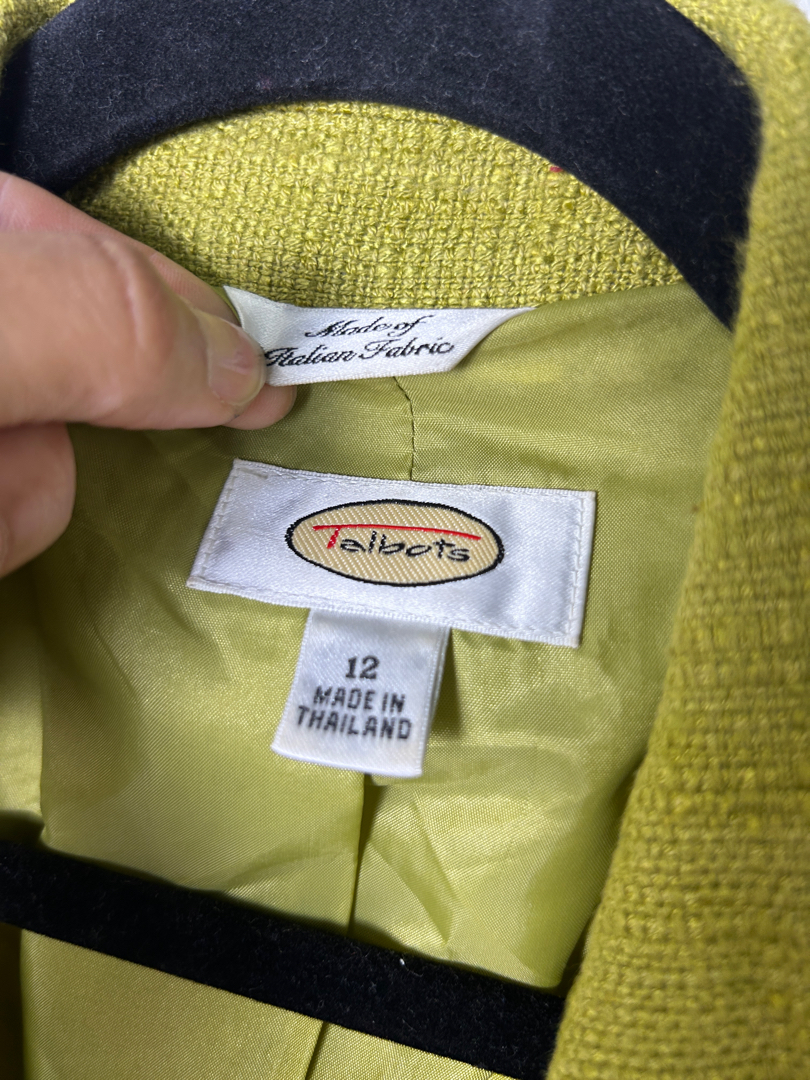 Made of
Italian Fabric
Talbots
12
MADE IN
THAILAND